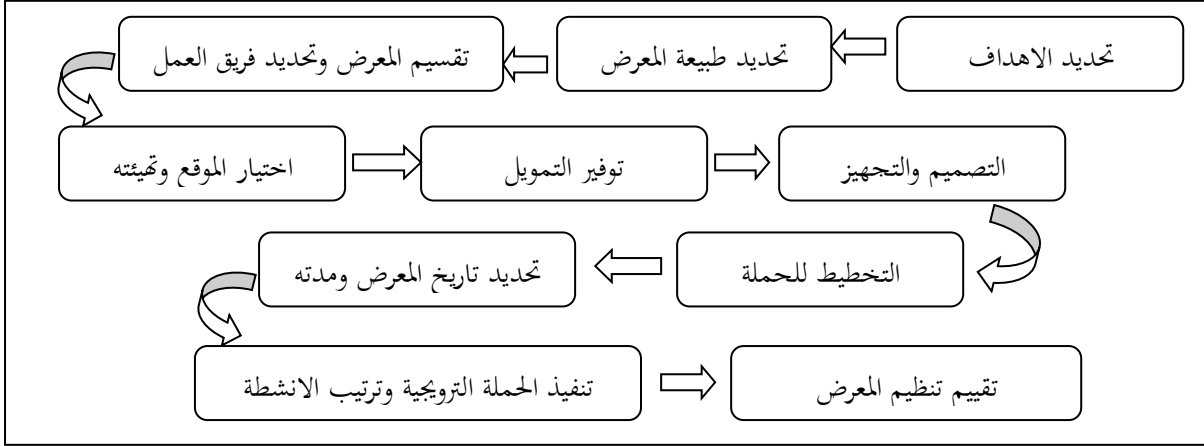 تحديد الاهداف
تحديد طبيعة المعرض
تقسيم المعرض وتحديد فريق العمل
اختيار الموقع وتهيئته
توفير التمويل
التصميم والتجهيز
التخطيط للحملة
تحديد تاريخ المعرض ومدته
تنفيذ الحملة الترويجية وترتيب الانشطة
تقييم تنظيم المعرض